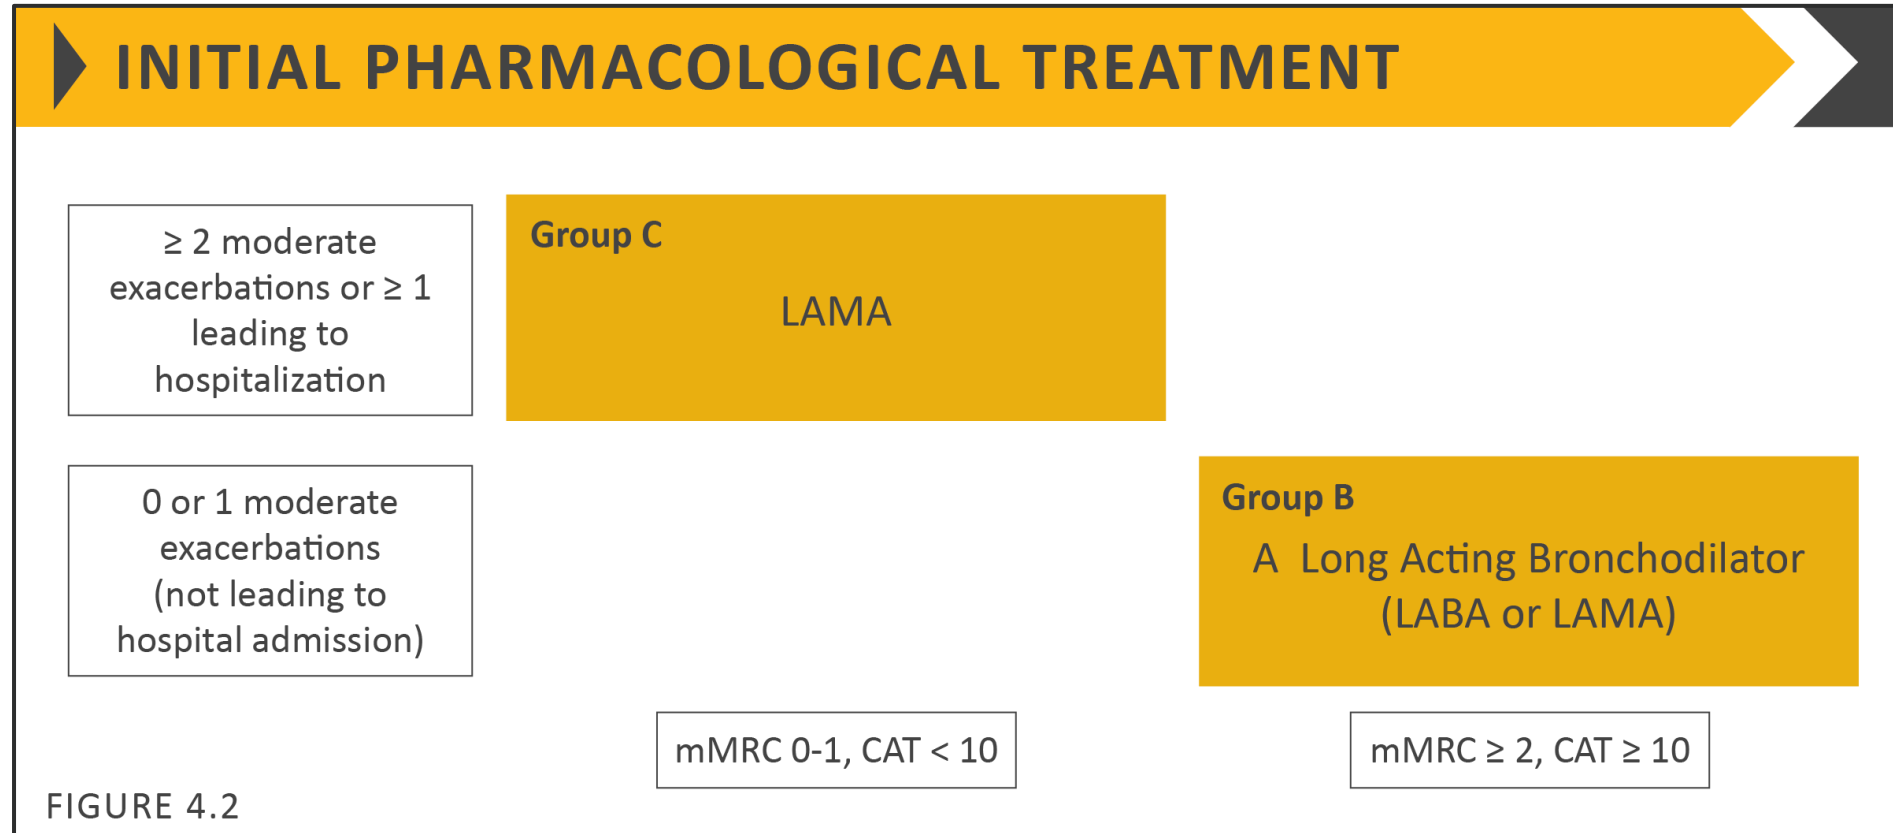 INITIAL PHARMACOLOGICAL TREATMENT
≥ 2 moderate
exacerbations or ≥ 1
leading to
hospitalization
Group C
LAMA
0 or 1 moderate
exacerbations
(not leading to
hospital admission)
Group B
A Long Acting Bronchodilator
(LABA or LAMA)
mMRC 0-1, CAT < 10
mMRC ≥ 2, CAT ≥ 10
FIGURE 4.2